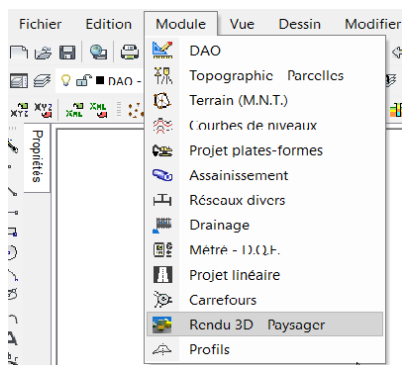 Fichier Edition Module Vue Dessin Modifier
DAO
DAO -
Topographie Parcelles
Terrain (M.N.T.)
Courbes de niveaux
Projet plates-formes
Assainissement
Réseaux divers
Drainage
Métré - D.Q.E.
Projet linéaire
Carrefours
Rendu 3D Paysager
Profils
Propriétés